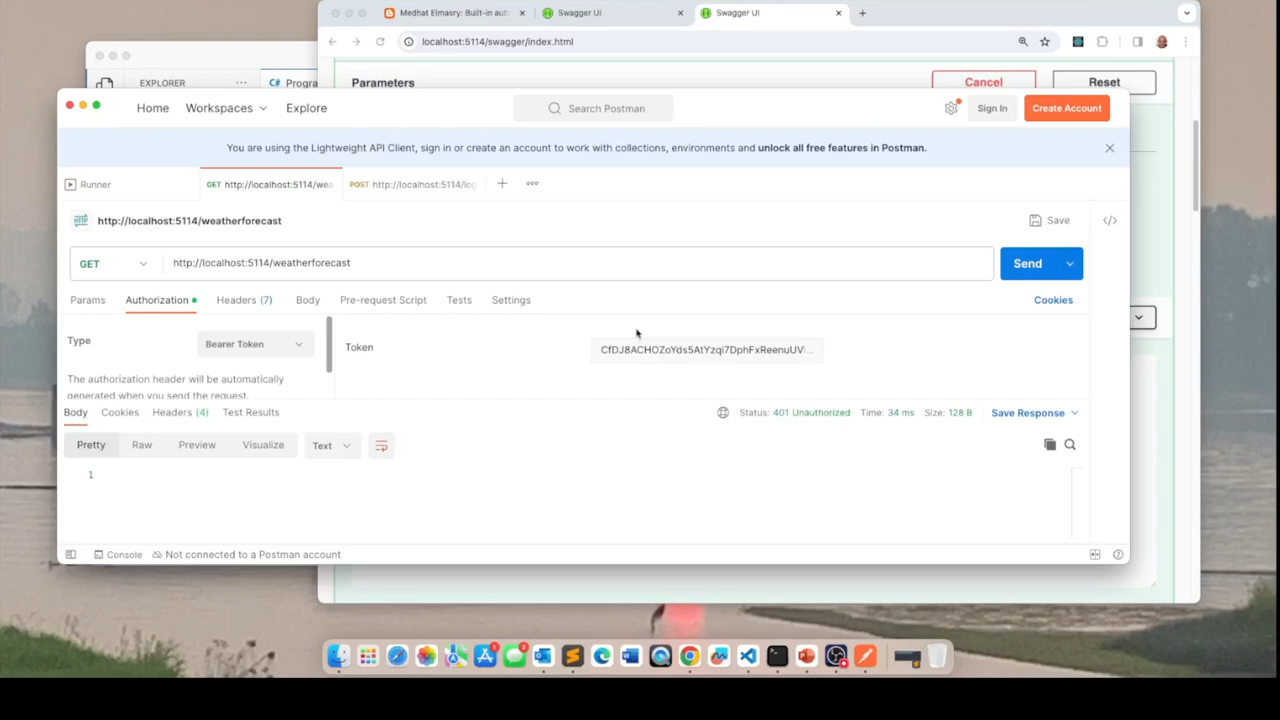 Medhat Elmasry: Built-in aut
Swagger UI
Swagger UI
localhost:5114/swagger/index.html
EXPLORER
C# Progra
Parameters
Cancel
Reset
Home
Workspaces
Explore
Search Postman
Sign In
Create Account
You are using the Lightweight API Client, sign in or create an account to work with collections, environments and unlock all free features in Postman.
Runner
GET http://localhost:5114/wea
POST http://localhost:5114/log
HTTP
http://localhost:5114/weatherforecast
Save
GET
http://localhost:5114/weatherforecast
Send
Params
Authorization
Headers (7)
Body
Pre-request Script
Tests
Settings
Cookies
Type
Bearer Token
Token
CfDJ8ACHOZoYds5AtYzqi7DphFxReenuUV...
The authorization header will be automatically
generated when you send the request.
Body
Cookies
Headers (4)
Test Results
Status: 401 Unauthorized
Time: 34 ms
Size: 128 B
Save Response
Pretty
Raw
Preview
Visualize
Text
1
Console
Not connected to a Postman account